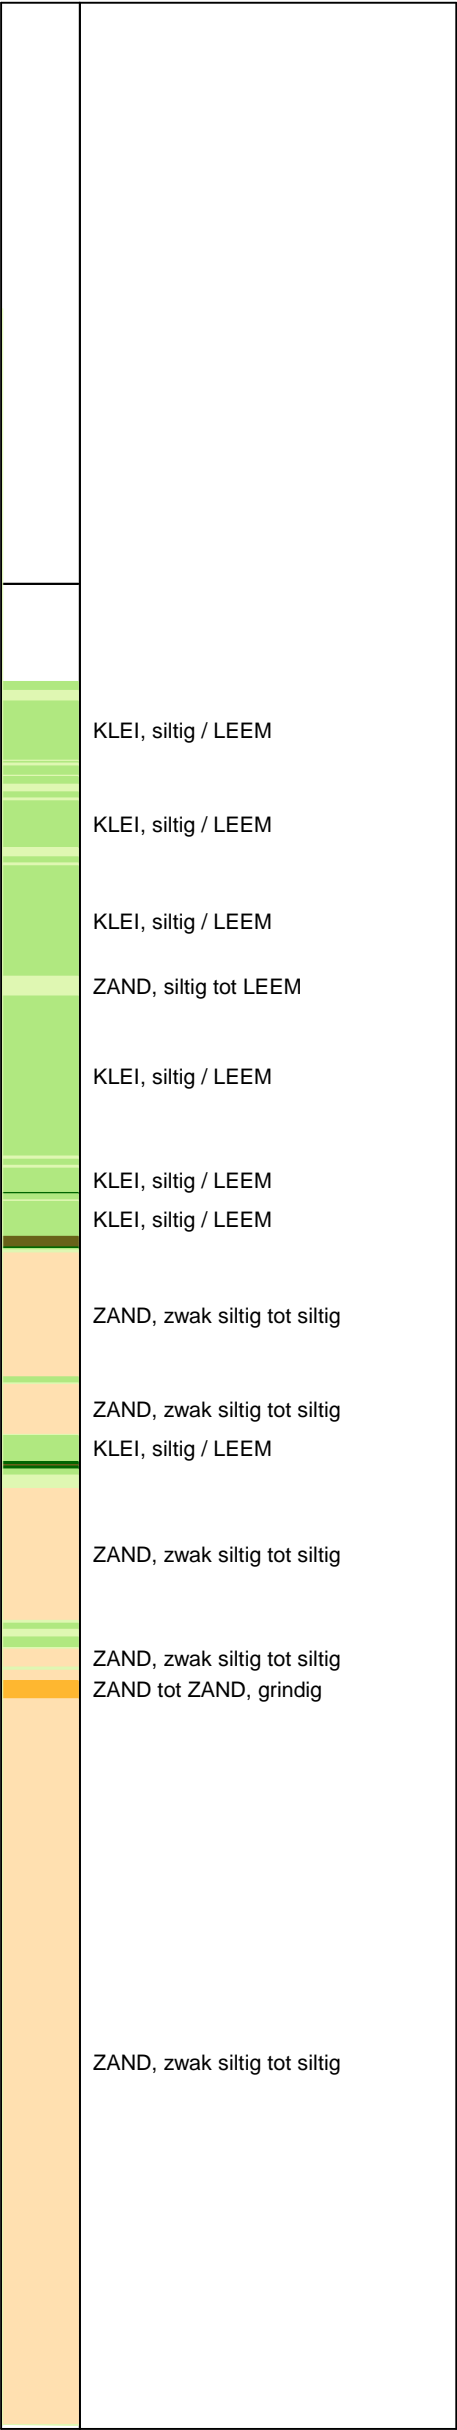 KLEI, siltig / LEEM
KLEI, siltig / LEEM
KLEI, siltig / LEEM
ZAND, siltig tot LEEM
KLEI, siltig / LEEM
KLEI, siltig / LEEM
KLEI, siltig / LEEM
ZAND, zwak siltig tot siltig
ZAND, zwak siltig tot siltig
KLEI, siltig / LEEM
ZAND, zwak siltig tot siltig
ZAND, zwak siltig tot siltig
ZAND tot ZAND, grindig
ZAND, zwak siltig tot siltig